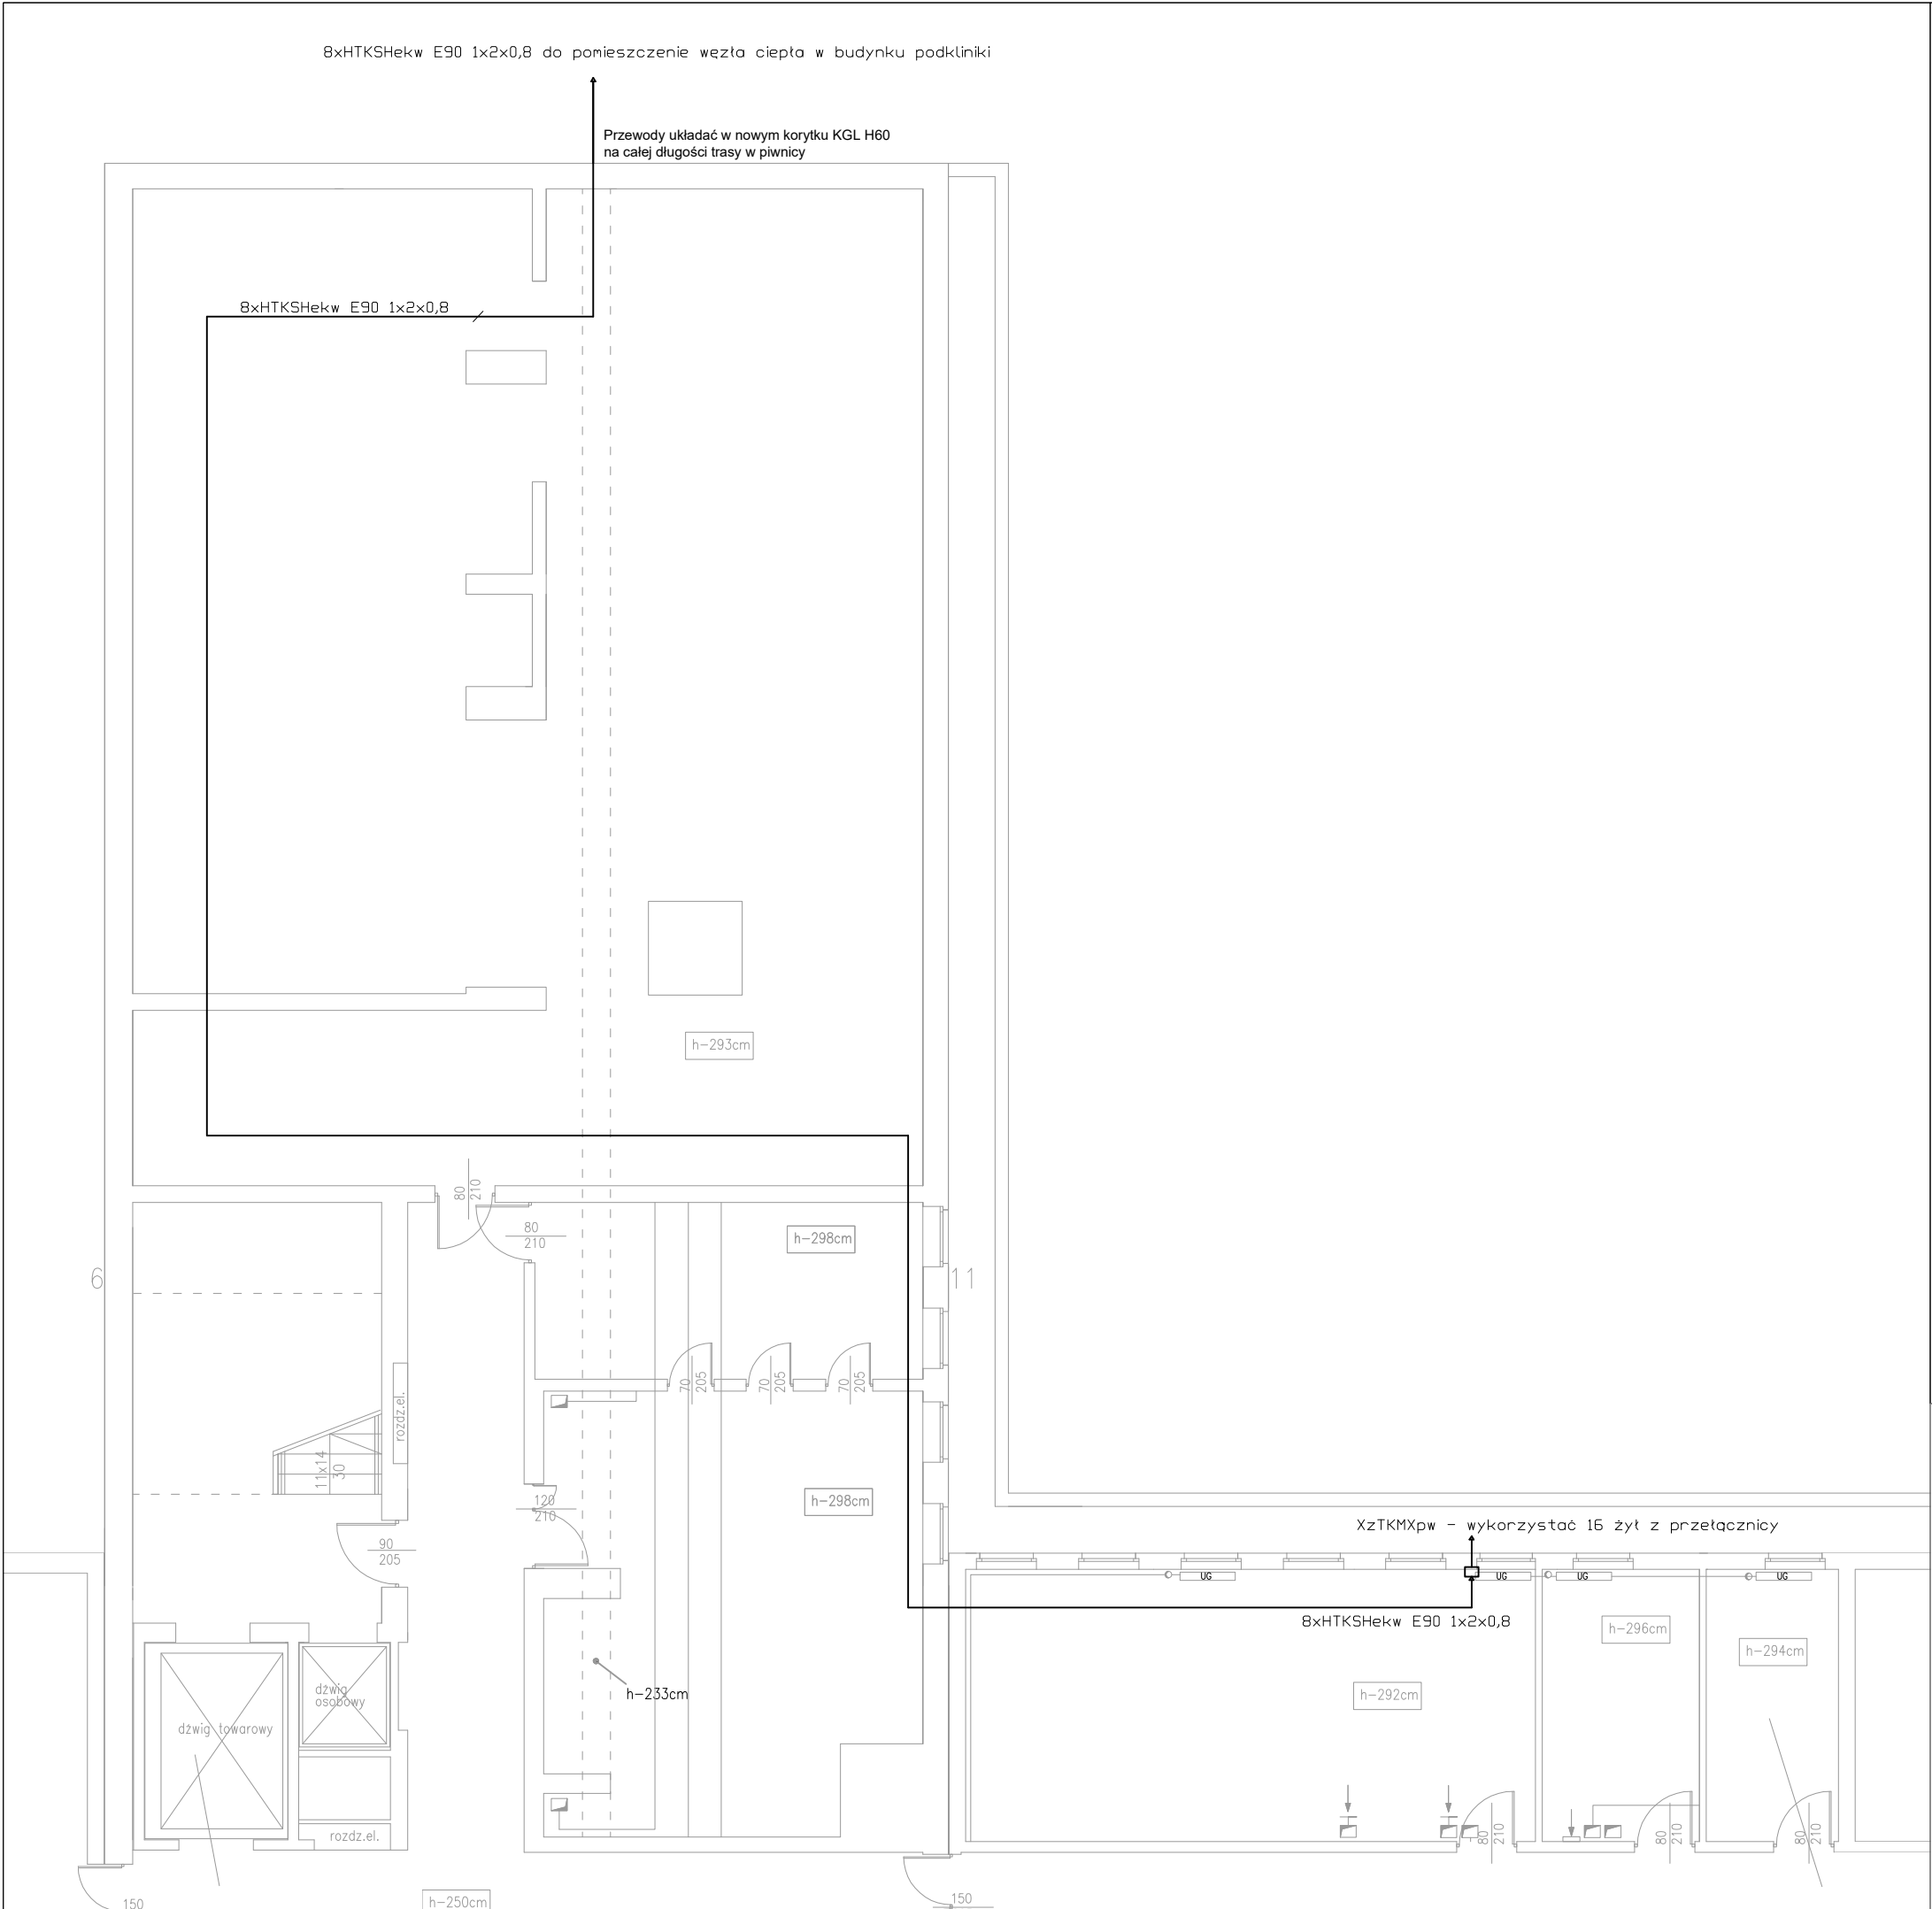 8xHTKSHekw E90 1x2x0,8 do pomieszczenie węzła ciepła w budynku podkliniki
Przewody układać w nowym korytku KGL H60
na całej długości trasy w piwnicy
8xHTKSHekw E90 1x2x0,8
h-293cm
80
210
80
210
h-298cm
6
11
70
205
70
205
70
205
rozdz.el.
11x14
30
120
210
h-298cm
90
205
XzTKMXpw - wykorzystać 16 żył z przełącznicy
UG
UG
UG
UG
8xHTKSHekw E90 1x2x0,8
h-296cm
h-294cm
h-292cm
h-233cm
dźwig
osobowy
dźwig towarowy
rozdz.el.
80
210
80
210
80
210
150
h-250cm
150